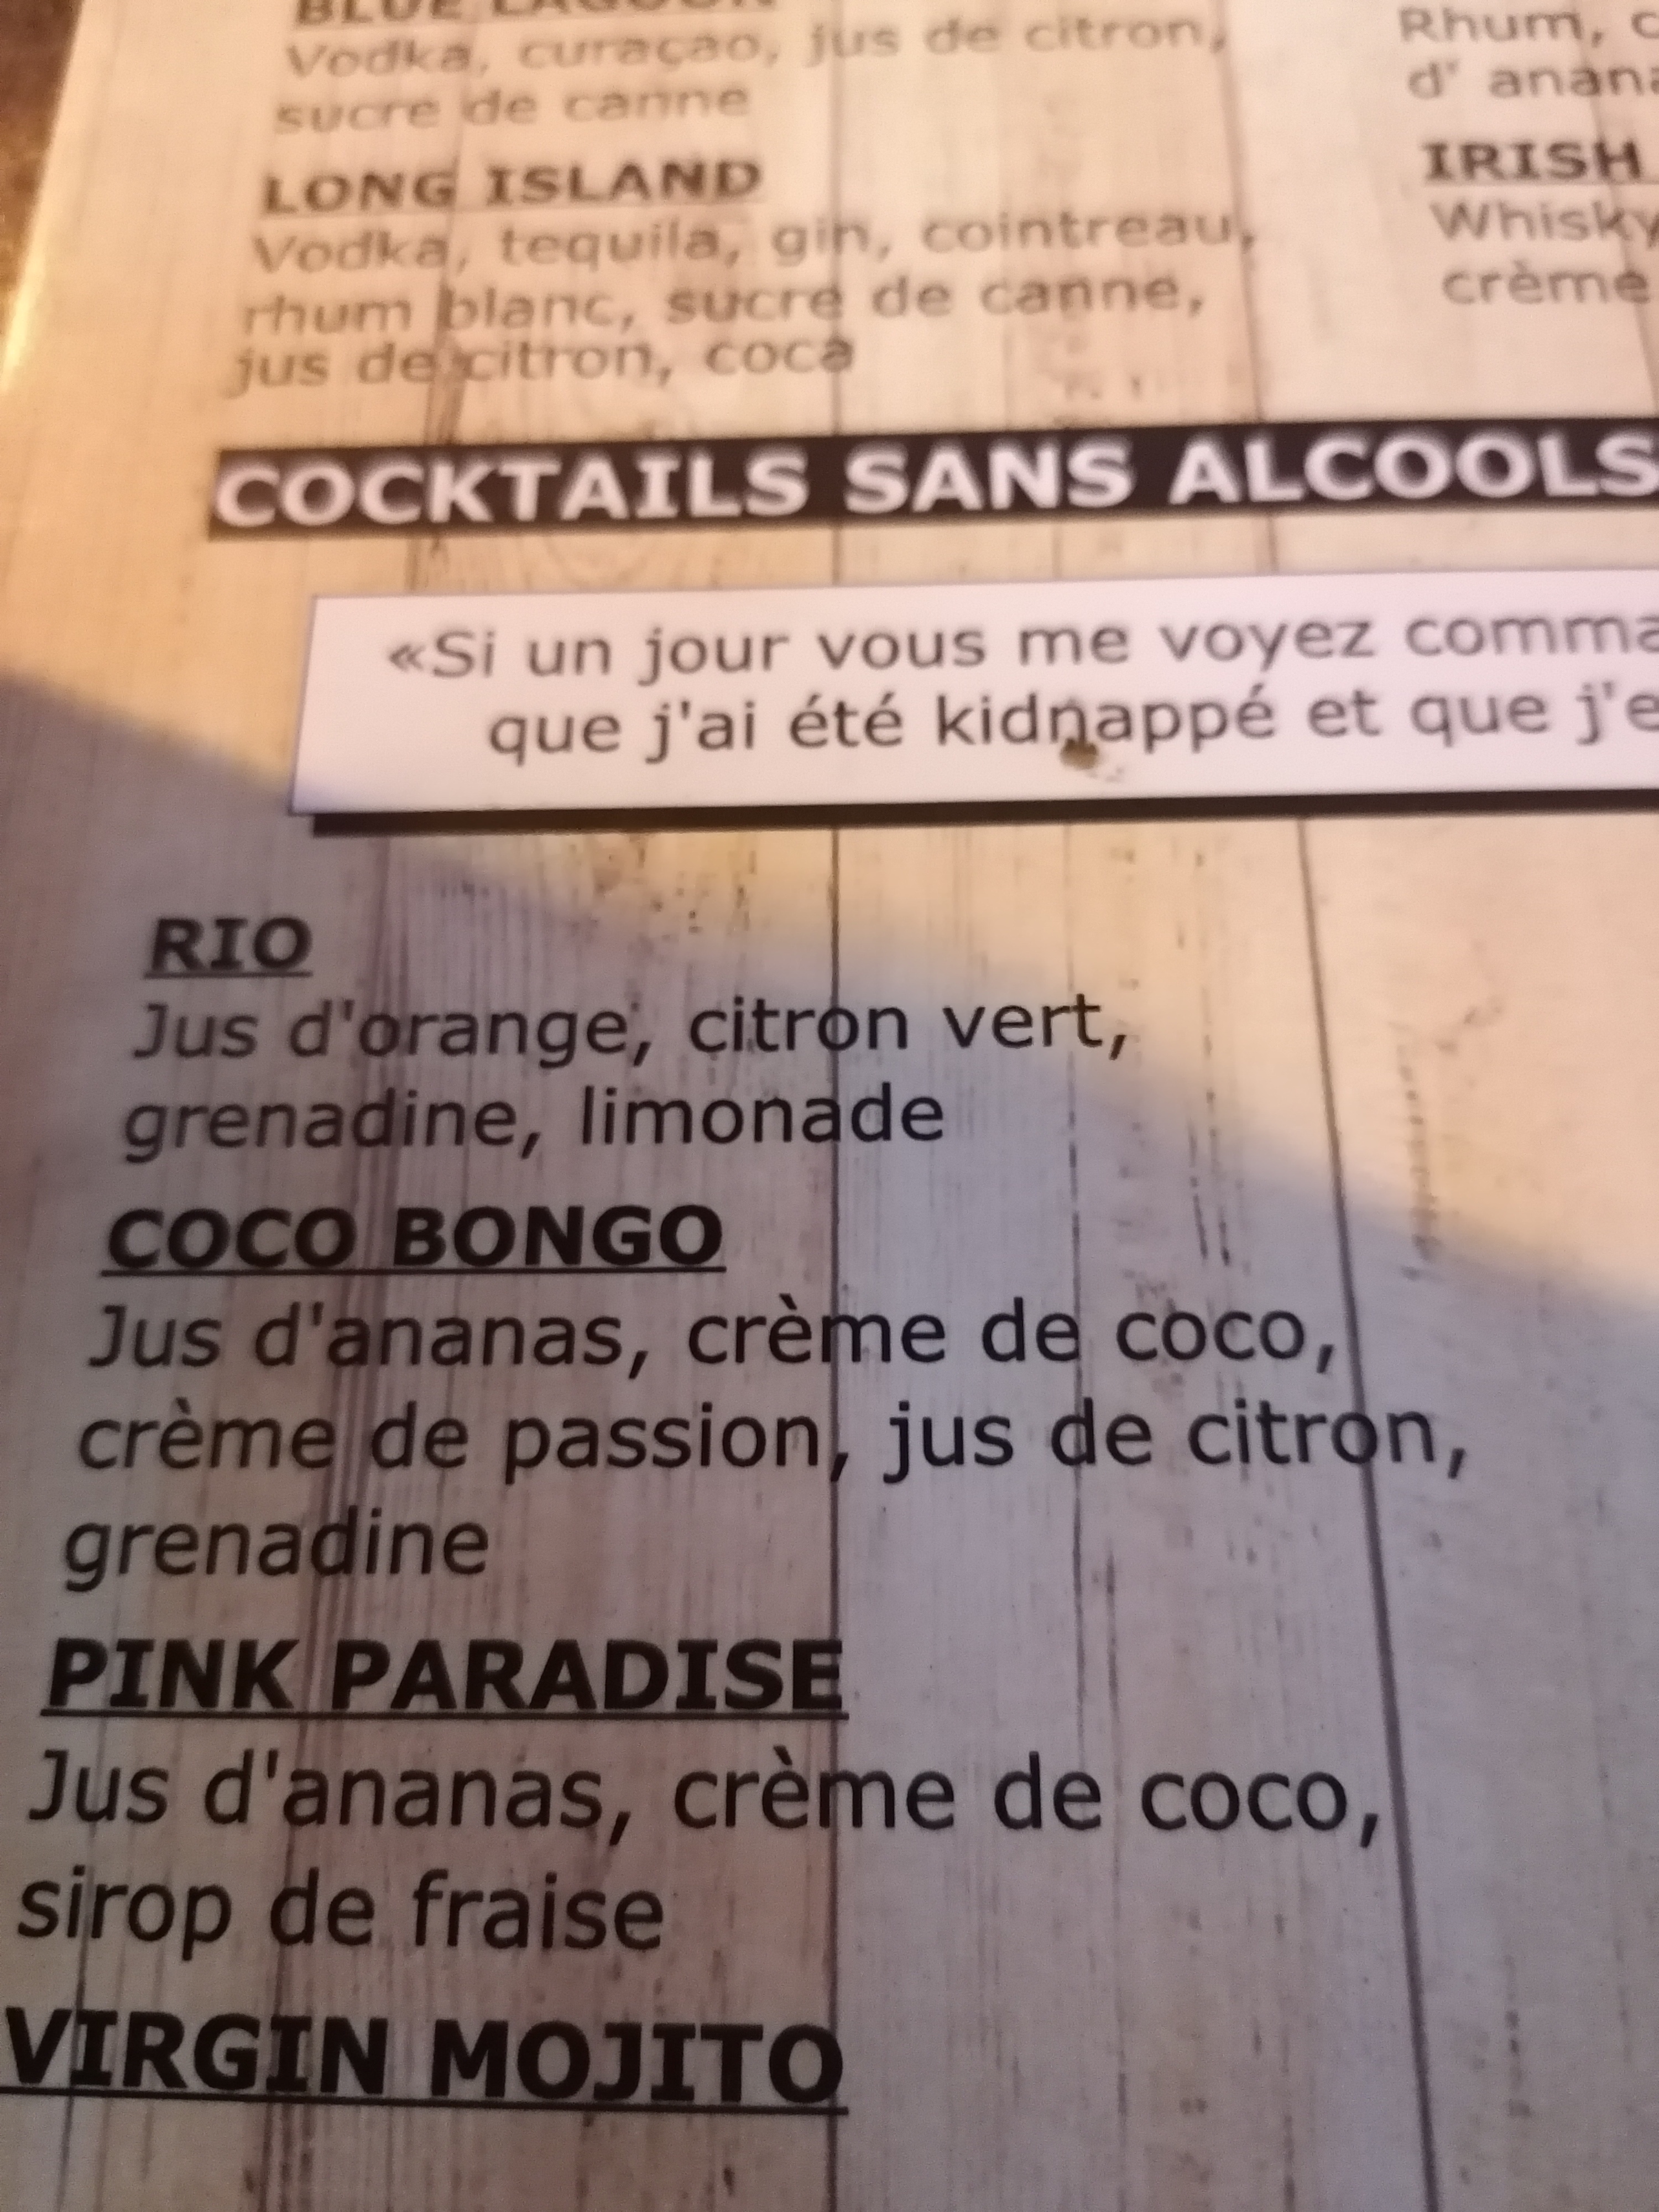 BLUE LAGOON
Vodka, curaçao, jus de citron,
sucre de canne
LONG ISLAND
Vodka, tequila, gin, cointreau,
rhum blanc, sucre de canne,
jus de citron, coca
Rhum,
d' anana
IRISH
Whisky
crème
COCKTAILS SANS ALCOOLS
«Si un jour vous me voyez comma
que j'ai été kidnappé et que j'e
RIO
Jus d'orange, citron vert,
grenadine, limonade
COCO BONGO
Jus d'ananas, crème de coco,
crème de passion, jus de citron,
grenadine
PINK PARADISE
Jus d'ananas, crème de coco,
sirop de fraise
VIRGIN MOJITO